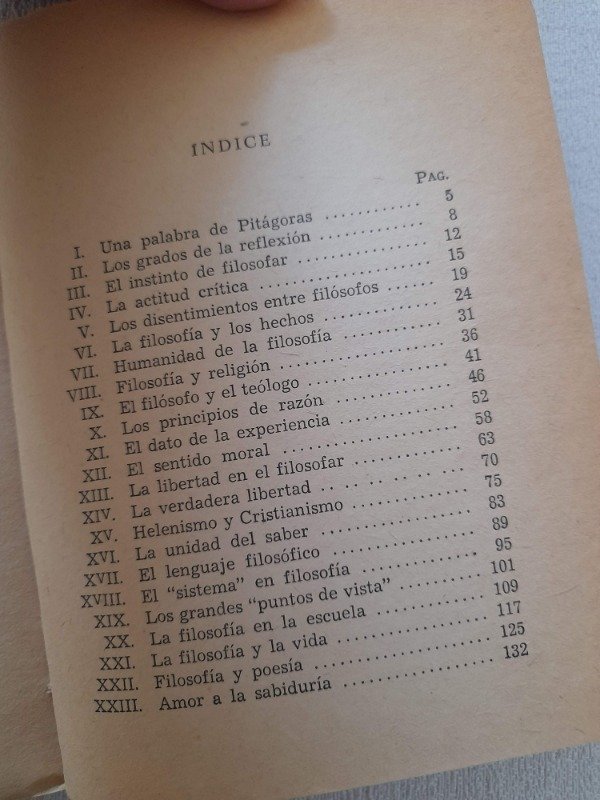 INDICE
PAG.
I. Una palabra de Pitágoras ............ 5
II. Los grados de la reflexión ............ 8
III. El instinto de filosofar ............ 12
IV. La actitud crítica ............ 15
V. Los disentimientos entre filósofos ............ 19
VI. La filosofía y los hechos ............ 24
VII. Humanidad de la filosofía ............ 31
VIII. Filosofía y religión ............ 36
IX. El filósofo y el teólogo ............ 41
X. Los principios de razón ............ 46
XI. El dato de la experiencia ............ 52
XII. El sentido moral ............ 58
XIII. La libertad en el filosofar ............ 63
XIV. La verdadera libertad ............ 70
XV. Helenismo y Cristianismo ............ 75
XVI. La unidad del saber ............ 83
XVII. El lenguaje filosófico ............ 89
XVIII. El "sistema" en filosofía ............ 95
XIX. Los grandes "puntos de vista" ............ 101
XX. La filosofía en la escuela ............ 109
XXI. La filosofía y la vida ............ 117
XXII. Filosofía y poesía ............ 125
XXIII. Amor a la sabiduría ............ 132